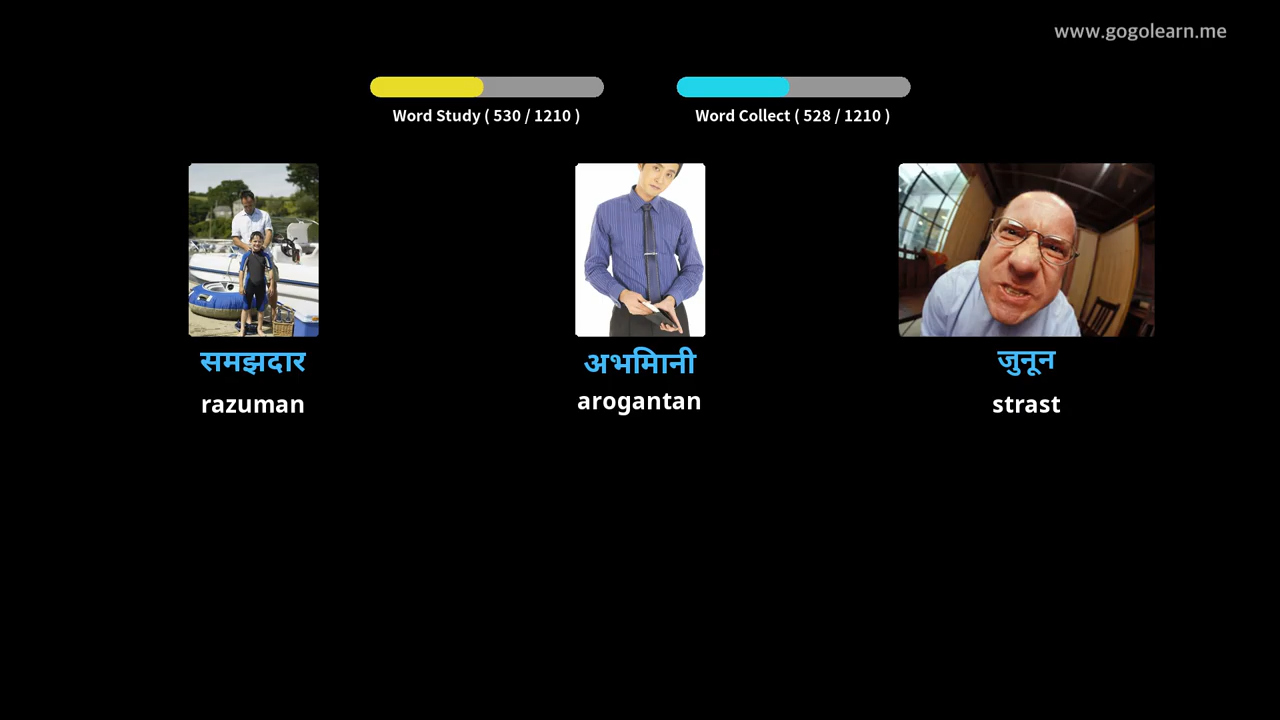 www.gogolearn.me
Word Study ( 530 / 1210 )
Word Collect ( 528 / 1210 )
समझदार
अभिमानी
जुनून
razuman
arogantan
strast